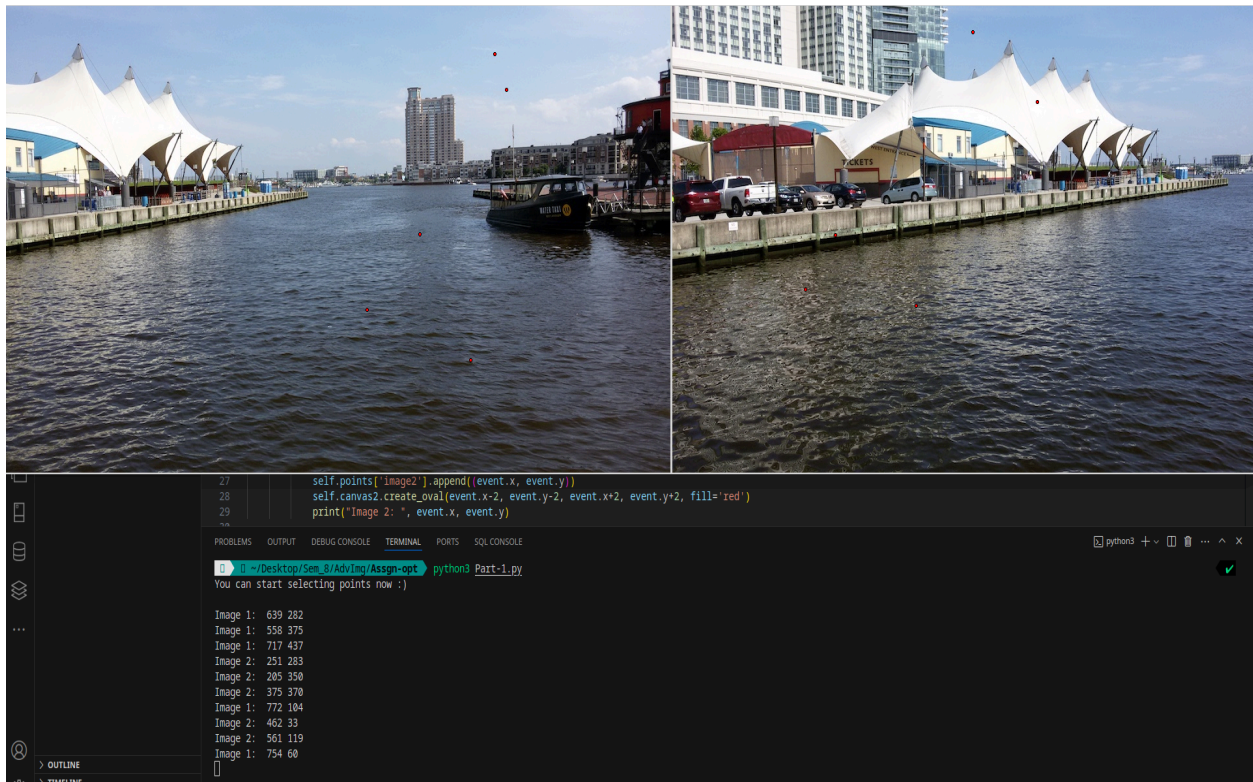 TICKETS
WATER TAXI
27 self.points['image2'].append((event.x, event.y))
28 self.canvas2.create_oval(event.x-2, event.y-2, event.x+2, event.y+2, fill='red')
29 print("Image 2: ", event.x, event.y)
PROBLEMS OUTPUT DEBUG CONSOLE TERMINAL PORTS SQL CONSOLE
python3
~/Desktop/Sem_8/AdvImq/Assgn-opt python3 Part-1.py
You can start selecting points now :)
Image 1: 639 282
Image 1: 558 375
Image 1: 717 437
Image 2: 251 283
Image 2: 205 350
Image 2: 375 370
Image 1: 772 104
Image 2: 462 33
Image 2: 561 119
Image 1: 754 60
OUTLINE
TIMELINE